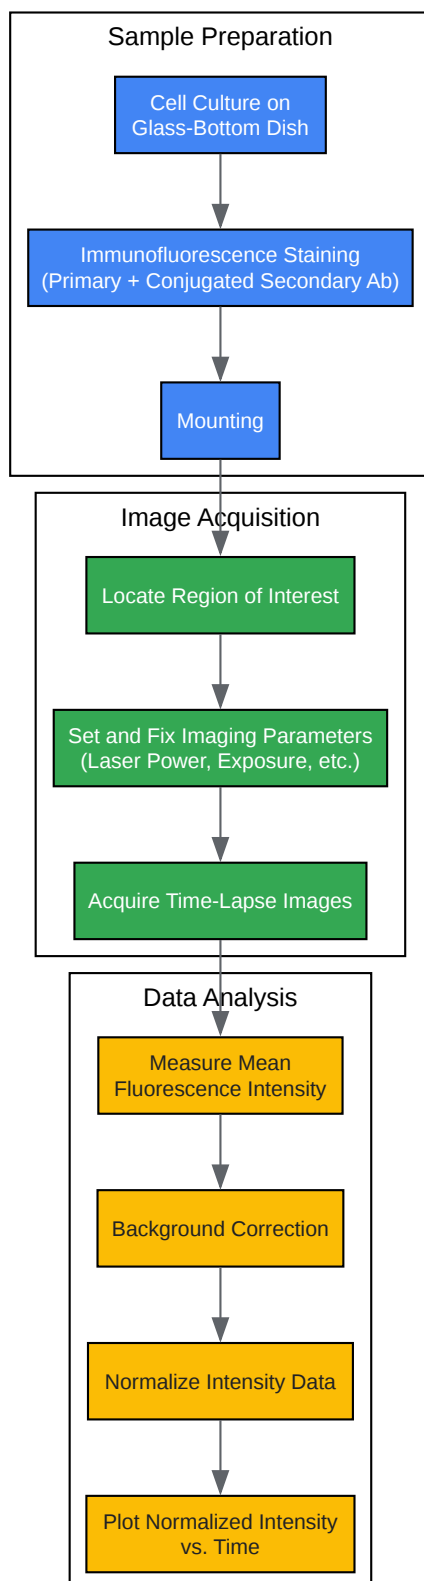 Sample Preparation
Cell Culture on
Glass-Bottom Dish
Immunofluorescence Staining
(Primary + Conjugated Secondary Ab)
Mounting
Image Acquisition
Locate Region of Interest
Set and Fix Imaging Parameters
(Laser Power, Exposure, etc.)
Acquire Time-Lapse Images
Data Analysis
Measure Mean
Fluorescence Intensity
Background Correction
Normalize Intensity Data
Plot Normalized Intensity
vs. Time